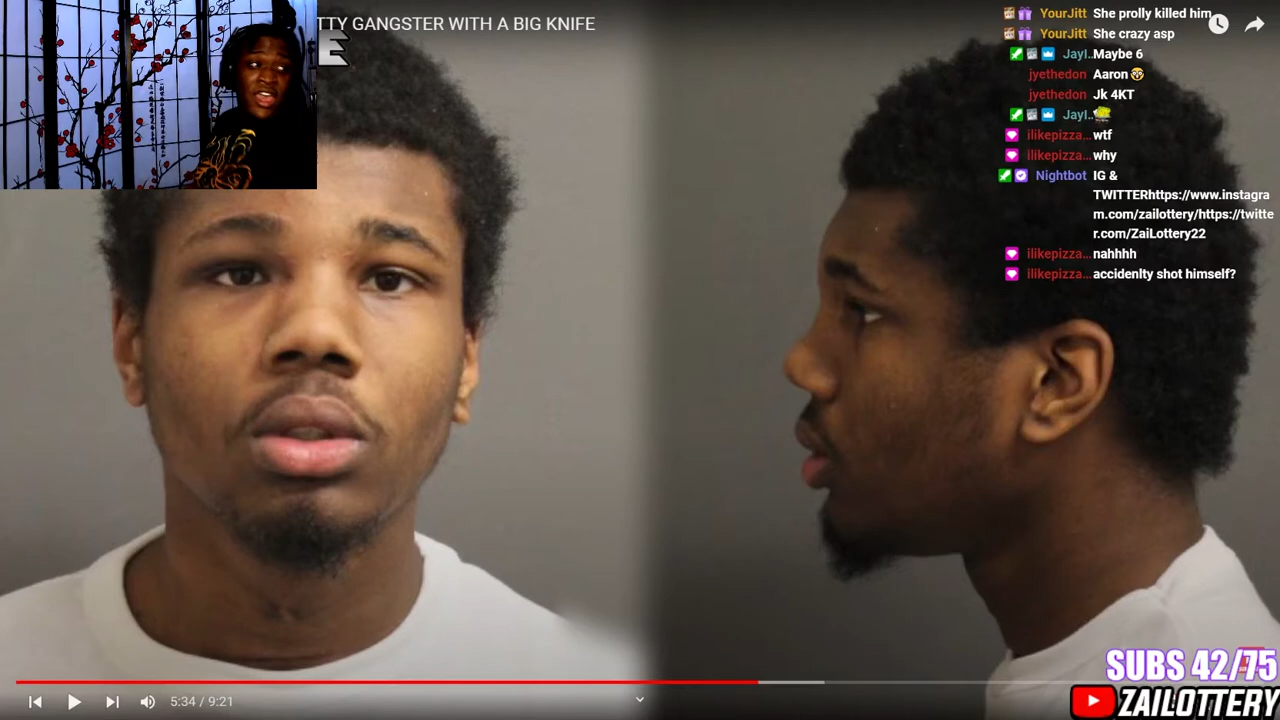 TTY GANGSTER WITH A BIG KNIFE
E
YourJitt She prolly killed him
YourJitt She crazy asp
Jayl.. Maybe 6
jyethedon Aaron
jyethedon Jk 4KT
Jayl..
ilikepizza... wtf
ilikepizza... why
Nightbot IG &
TWITTERhttps://www.instagra
m.com/zailottery/https://twitte
r.com/ZaiLottery22
ilikepizza... nahhhh
ilikepizza... accidenlty shot himself?
5:34 / 9:21
SUBS 42/75
ZAILOTTERY